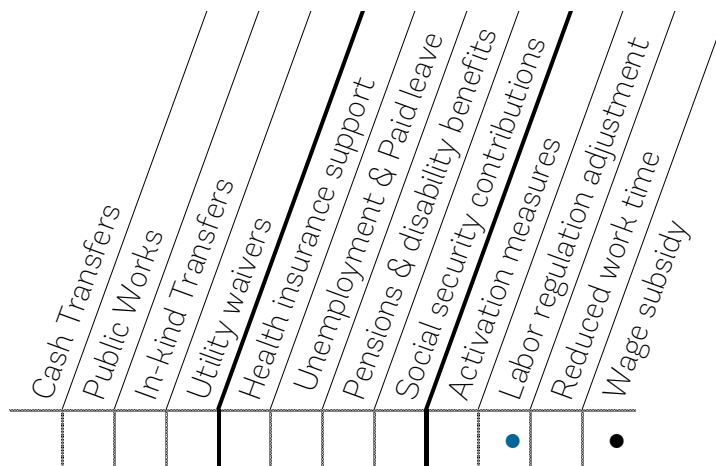 Cash Transfers
Public Works
In-kind Transfers
Utility waivers
Health insurance support
Unemployment & Paid leave
Pensions & disability benefits
Social security contributions
Activation measures
Labor regulation adjustment
Reduced work time
Wage subsidy